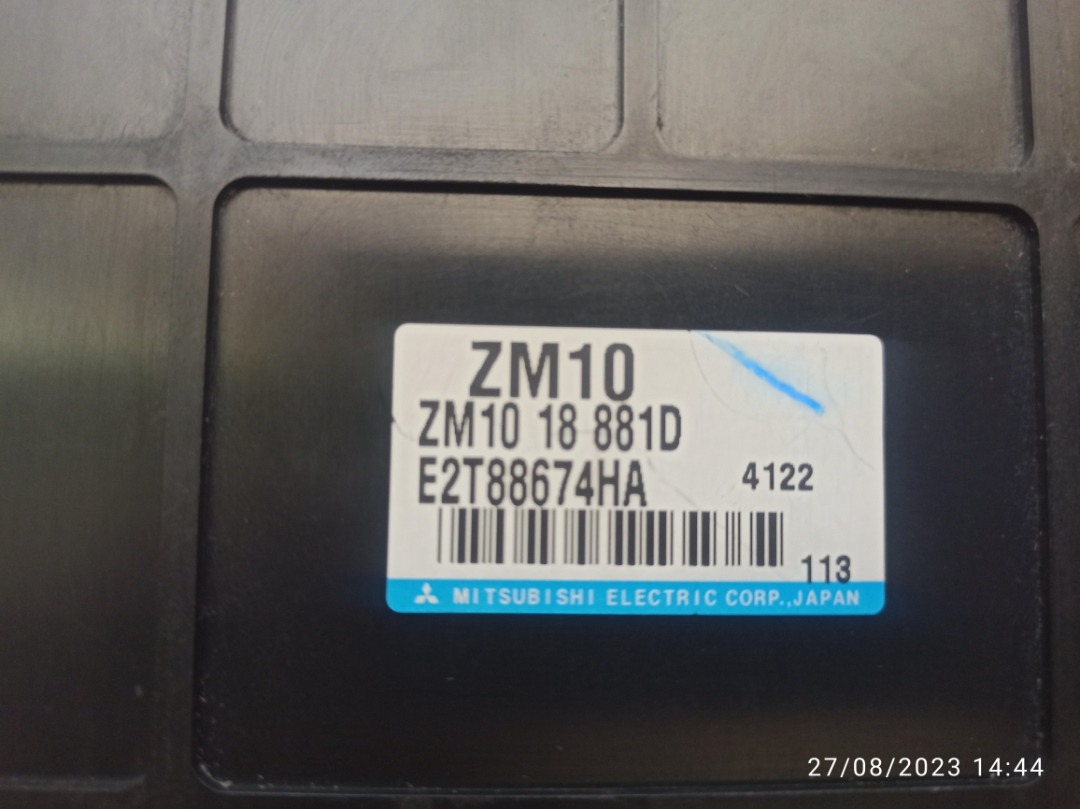 ZM10
ZM10 18 881D
E2T88674HA 4122
113
MITSUBISHI ELECTRIC CORP.,JAPAN
27/08/2023 14:44